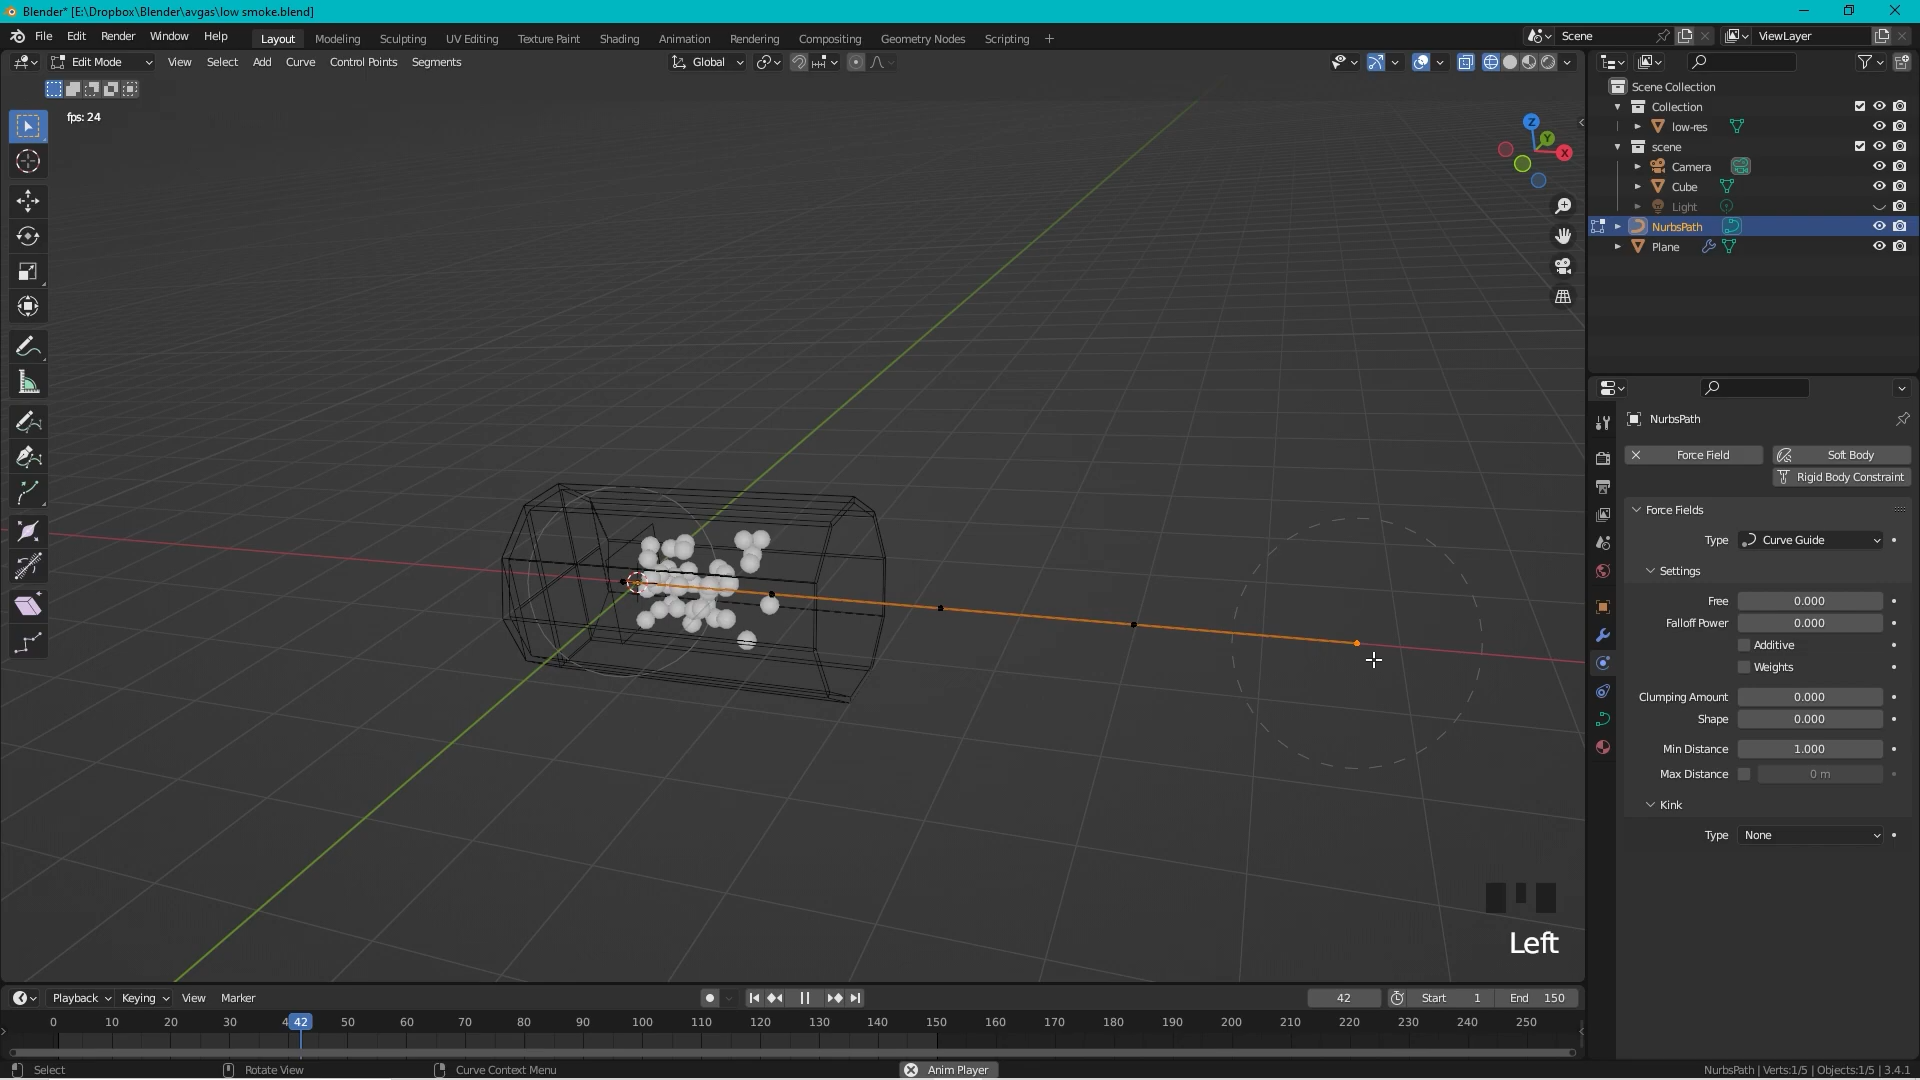 Blender* [E:\Dropbox\Blender\avgas\low smoke.blend]
File Edit Render Window Help Layout Modeling Sculpting UV Editing Texture Paint Shading Animation Rendering Compositing Geometry Nodes Scripting + Scene ViewLayer
Edit Mode View Select Add Curve Control Points Segments Global
fps: 24
Z
Y
X
Scene Collection
Collection
low-res
scene
Camera
Cube
Light
NurbsPath
Plane
NurbsPath
Force Field Soft Body
Rigid Body Constraint
Force Fields
Type Curve Guide
Settings
Free 0.000
Falloff Power 0.000
Additive
Weights
Clumping Amount 0.000
Shape 0.000
Min Distance 1.000
Max Distance 0 m
Kink
Type None
Left
Playback Keying View Marker 42 Start 1 End 150
0 10 20 30 4 42 50 60 70 80 90 100 110 120 130 140 150 160 170 180 190 200 210 220 230 240 250
Select Rotate View Curve Context Menu Anim Player NurbsPath | Verts:1/5 | Objects:1/5 | 3.4.1